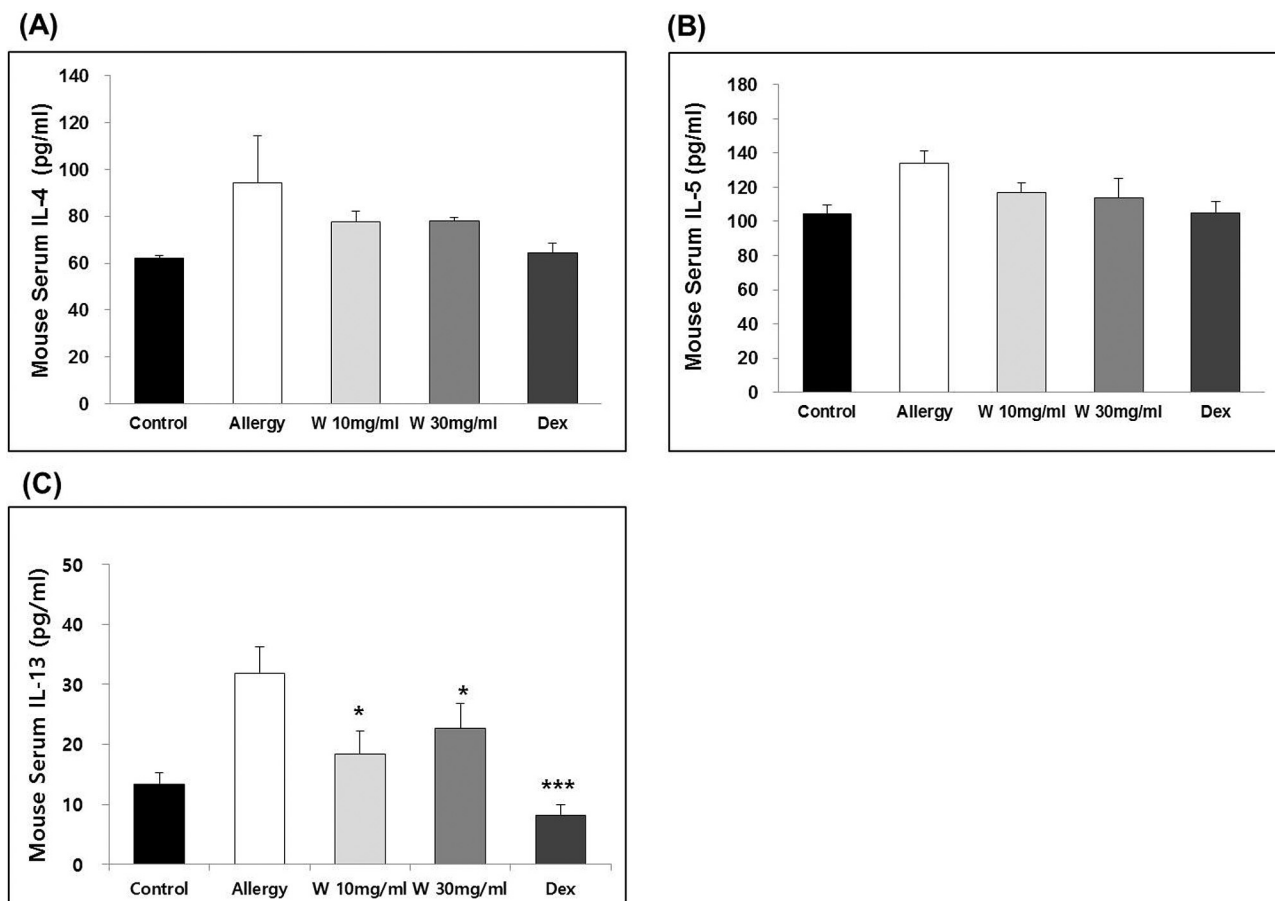 (A)
Mouse Serum IL-4 (pg/ml)
140
120
100
80
60
40
20
0
Control Allergy W 10mg/ml W 30mg/ml Dex
(B)
Mouse Serum IL-5 (pg/ml)
180
160
140
120
100
80
60
40
20
0
Control Allergy W 10mg/ml W 30mg/ml Dex
(C)
Mouse Serum IL-13 (pg/ml)
50
40
30
20
10
0
* * ***
Control Allergy W 10mg/ml W 30mg/ml Dex